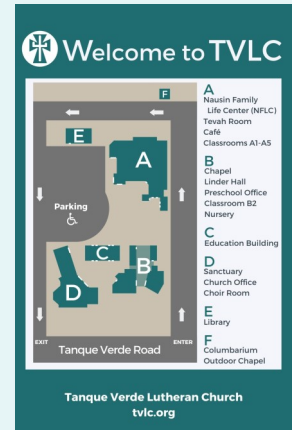 Welcome to TVLC
F
E
A
Parking
C
B
D
EXIT
ENTER
Tanque Verde Road
A
Nausin Family
Life Center (NFLC)
Tevah Room
Café
Classrooms A1-A5
B
Chapel
Linder Hall
Preschool Office
Classroom B2
Nursery
C
Education Building
D
Sanctuary
Church Office
Choir Room
E
Library
F
Columbarium
Outdoor Chapel
Tanque Verde Lutheran Church
tvlc.org